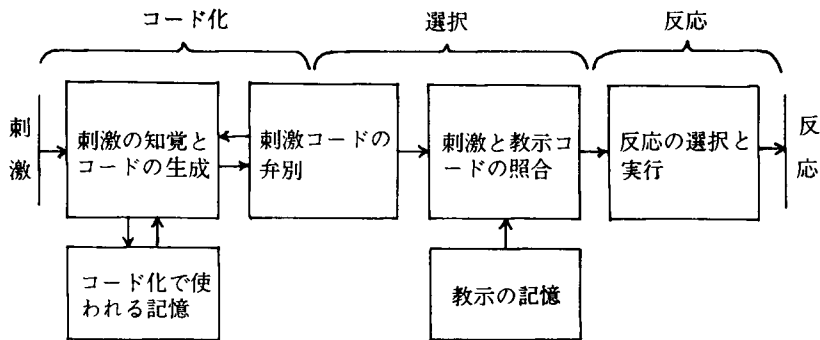 コード化
選択
反応
刺激
刺激の知覚と
コードの生成
刺激コードの
弁別
刺激と教示コ
ードの照合
反応の選択と
実行
反応
コード化で使
われる記憶
教示の記憶